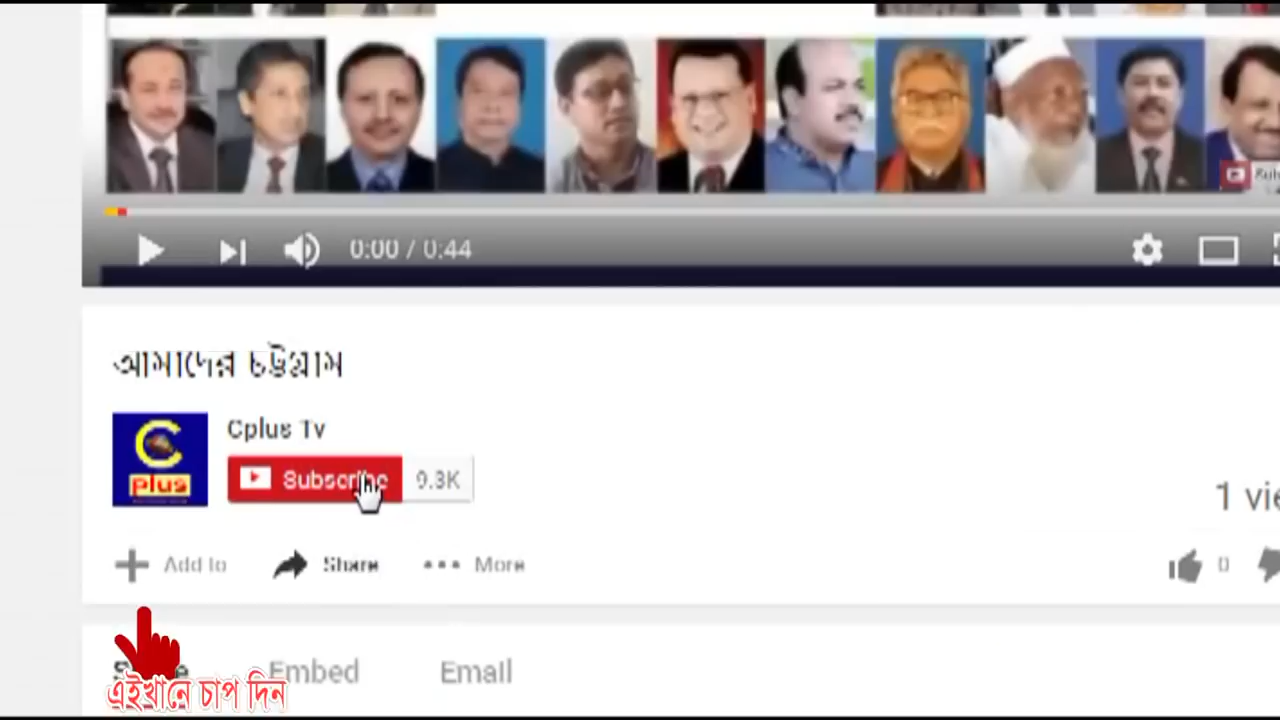 0:00 / 0:44
আমাদের চট্টগ্রাম
C
plus
Cplus Tv
Subscribe 9.3K
1
Add to Share More
0
Embed Email
এইখানে চাপ দিন